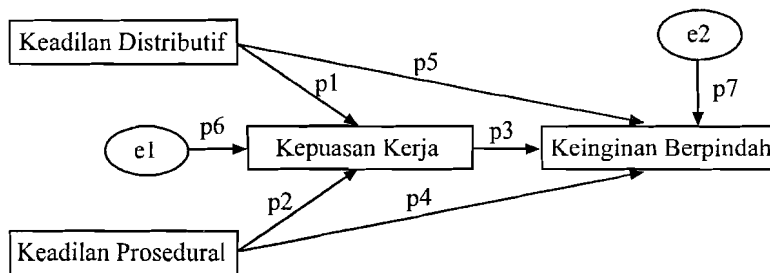 Keadilan Distributif
e2
p5
p1
p7
p6
p3
e1
Kepuasan Kerja
Keinginan Berpindah
p2
p4
Keadilan Prosedural